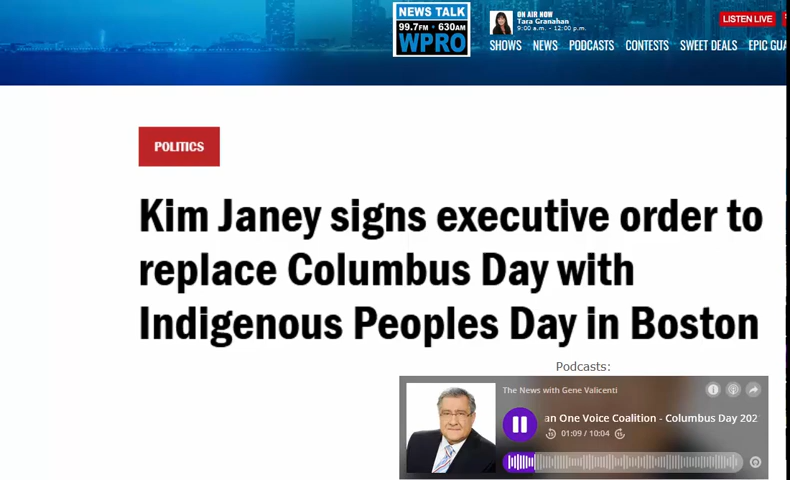 NEWS TALK
99.7FM • 630AM
WPRO
ON AIR NOW
Tara Granahan
9:00 a.m. - 12:00 p.m.
LISTEN LIVE
SHOWS NEWS PODCASTS CONTESTS SWEET DEALS EPIC GUA
POLITICS
Kim Janey signs executive order to
replace Columbus Day with
Indigenous Peoples Day in Boston
Podcasts:
The News with Gene Valicenti
an One Voice Coalition - Columbus Day 202
01:09 / 10:04